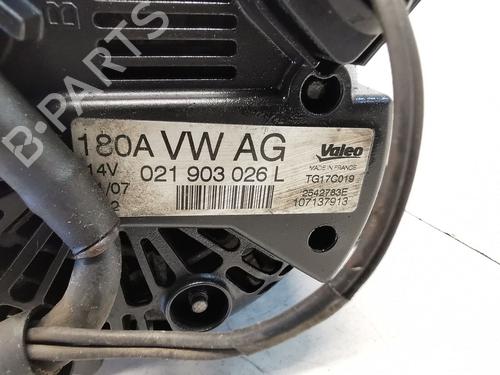 B
B-PARTS
180A VW AG
Valeo
MADE IN FRANCE
14V
021 903 026 L
TG17C019
/07
2542783E
107137913